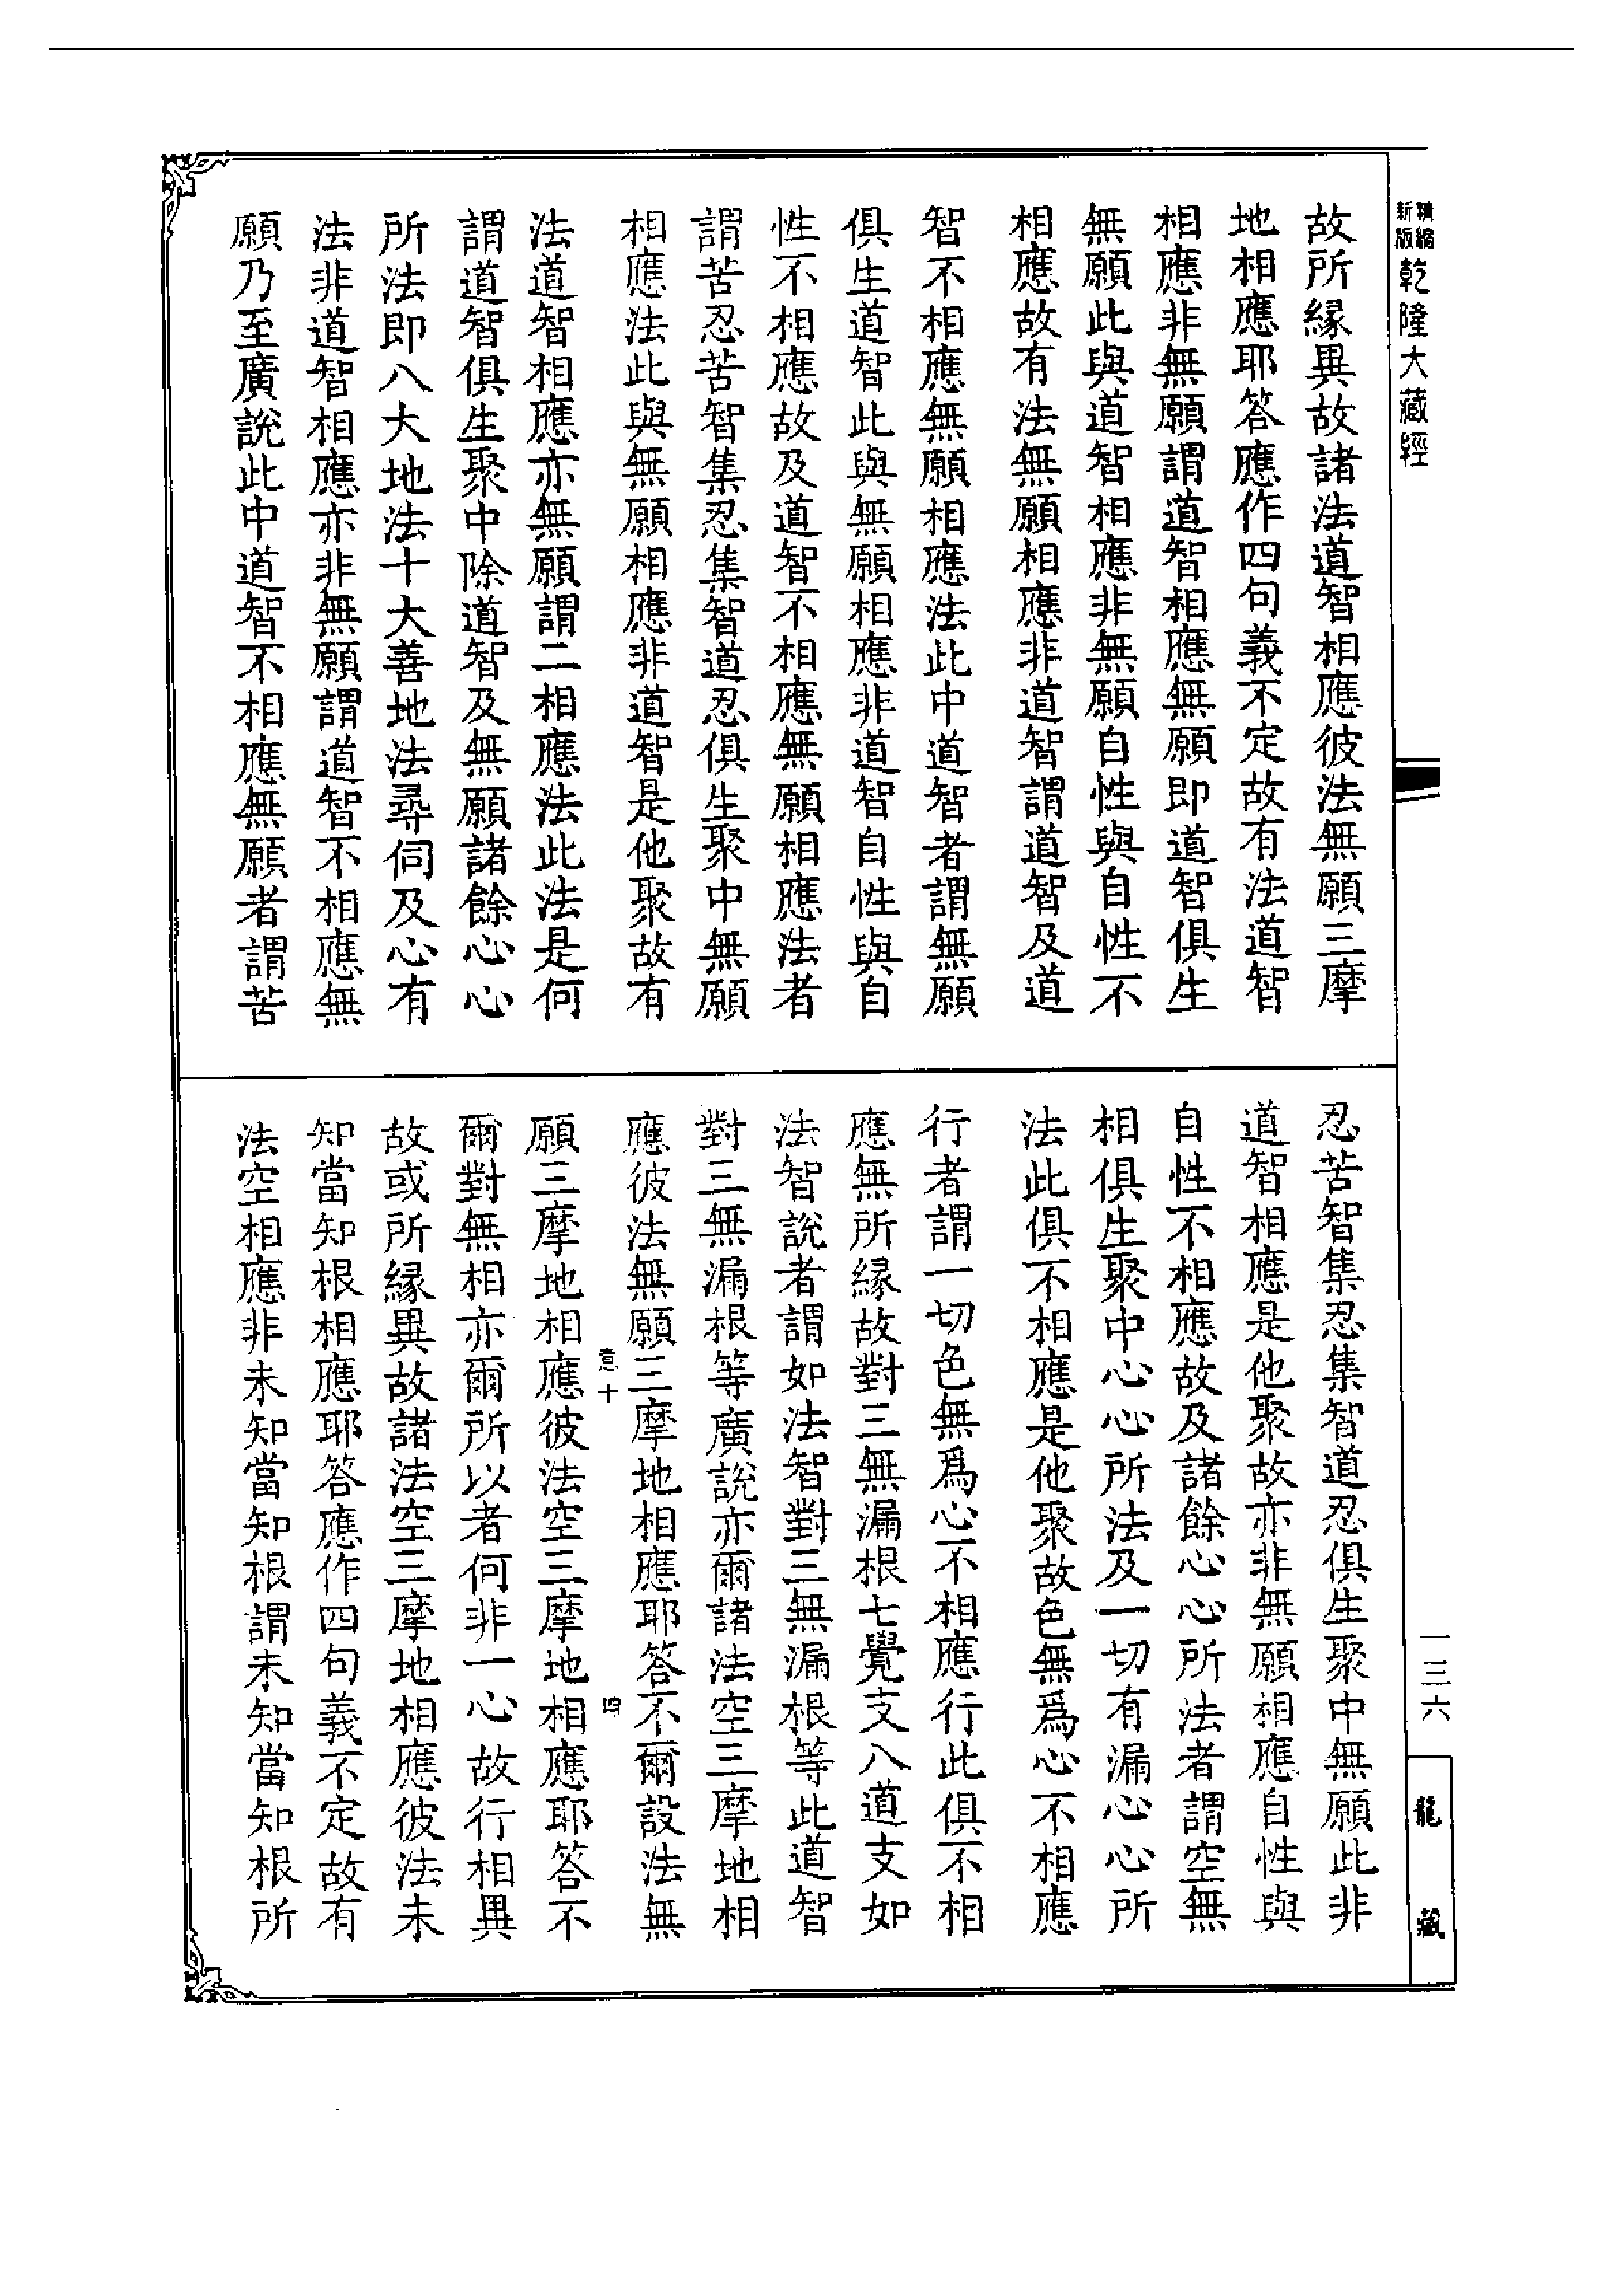 精縮新版乾隆大藏經
故所緣異故諸法道智相應彼法無願三摩
地相應耶答應作四句義不定故有法道智
相應非無願謂道智相應無願即道智俱生
無願此與道智相應非無願自性與自性不
相應故有法無願相應非道智謂道智及道
智不相應無願相應法此中道智者謂無願
俱生道智此與無願相應非道智自性與自
性不相應故及道智不相應無願相應法者
謂苦忍苦智集忍集智道忍俱生聚中無願
相應法此與無願相應非道智是他聚故有
法道智相應亦無願謂二相應法此法是何
謂道智俱生聚中除道智及無願諸餘心心
所法即八大地法十大善地法尋伺及心有
法非道智相應亦非無願謂道智不相應無
願乃至廣說此中道智不相應無願者謂苦
忍苦智集忍集智道忍俱生聚中無願此非
道智相應是他聚故亦非無願相應自性與
自性不相應故及諸餘心心所法者謂空無
相俱生聚中心心所法及一切有漏心心所
法此俱不相應是他聚故色無爲心不相應
行者謂一切色無爲心不相應行此俱不相
應無所緣故對三無漏根七覺支八道支如
法智說者謂如法智對三無漏根等此道智
對三無漏根等廣說亦爾諸法空三摩地相
應彼法無願三摩地相應耶答不爾設法無
意十
願三摩地相應彼法空三摩地相應耶答不
爾對無相亦爾所以者何非一心故行相異
故或所緣異故諸法空三摩地相應彼法未
知當知根相應耶答應作四句義不定故有
法空相應非未知當知根謂未知當知根所
一三六
龍藏